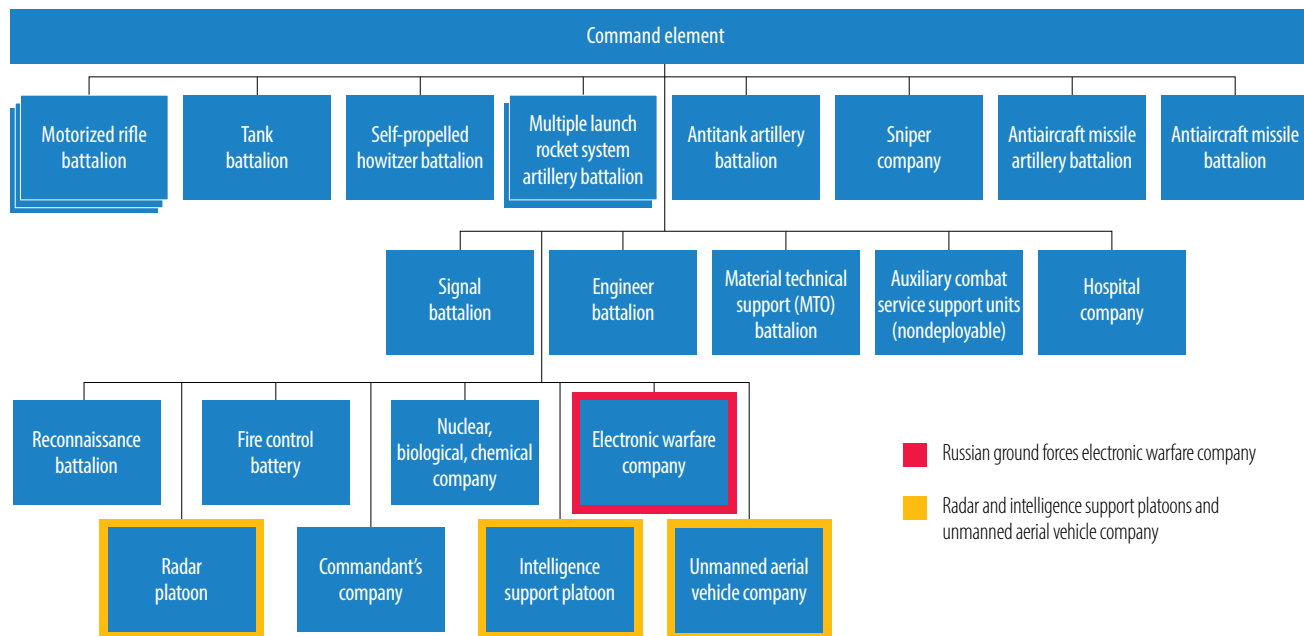 Command element
Motorized rifle
battalion
Tank
battalion
Self-propelled
howitzer battalion
Multiple launch
rocket system
artillery battalion
Antitank artillery
battalion
Sniper
company
Antiaircraft missile
artillery battalion
Antiaircraft missile
battalion
Signal
battalion
Engineer
battalion
Material technical
support (MTO)
battalion
Auxiliary combat
service support units
(nondeployable)
Hospital
company
Reconnaissance
battalion
Fire control
battery
Nuclear,
biological, chemical
company
Electronic warfare
company
Radar
platoon
Commandant's
company
Intelligence
support platoon
Unmanned aerial
vehicle company
Russian ground forces electronic warfare company
Radar and intelligence support platoons and
unmanned aerial vehicle company